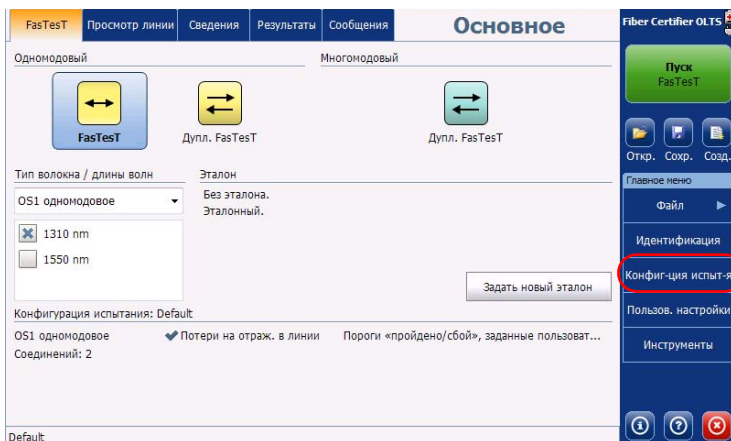 FasTesT
Просмотр линии
Сведения
Результаты
Сообщения
Основное
Одномодовый
Многомодовый
FasTesT
Дупл. FasTesT
Дупл. FasTesT
Тип волокна / длины волн
Эталон
OS1 одномодовое
Без эталона.
Эталонный.
1310 nm
1550 nm
Задать новый эталон
Конфигурация испытания: Default
OS1 одномодовое
Потери на отраж. в линии
Пороги «пройдено/сбой», заданные пользоват...
Соединений: 2
Default
Fiber Certifier OLTS
Пуск
FasTesT
Откр.
Сохр.
Созд.
Главное меню
Файл
Идентификация
Конфиг-ция испыт-я
Пользов. настройки
Инструменты